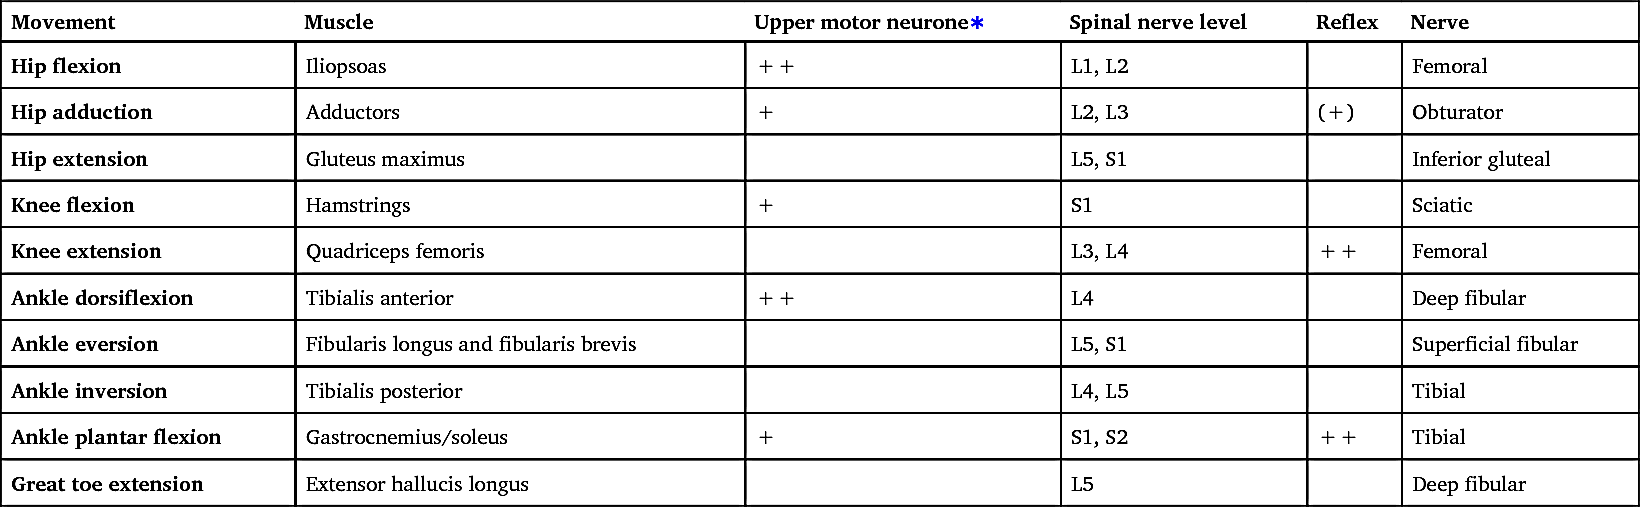 Movement Muscle Upper motor neurone* Spinal nerve level Reflex Nerve
Hip flexion Iliopsoas ++ L1, L2 Femoral
Hip adduction Adductors + L2, L3 (+) Obturator
Hip extension Gluteus maximus L5, S1 Inferior gluteal
Knee flexion Hamstrings + S1 Sciatic
Knee extension Quadriceps femoris L3, L4 ++ Femoral
Ankle dorsiflexion Tibialis anterior ++ L4 Deep fibular
Ankle eversion Fibularis longus and fibularis brevis L5, S1 Superficial fibular
Ankle inversion Tibialis posterior L4, L5 Tibial
Ankle plantar flexion Gastrocnemius/soleus + S1, S2 ++ Tibial
Great toe extension Extensor hallucis longus L5 Deep fibular